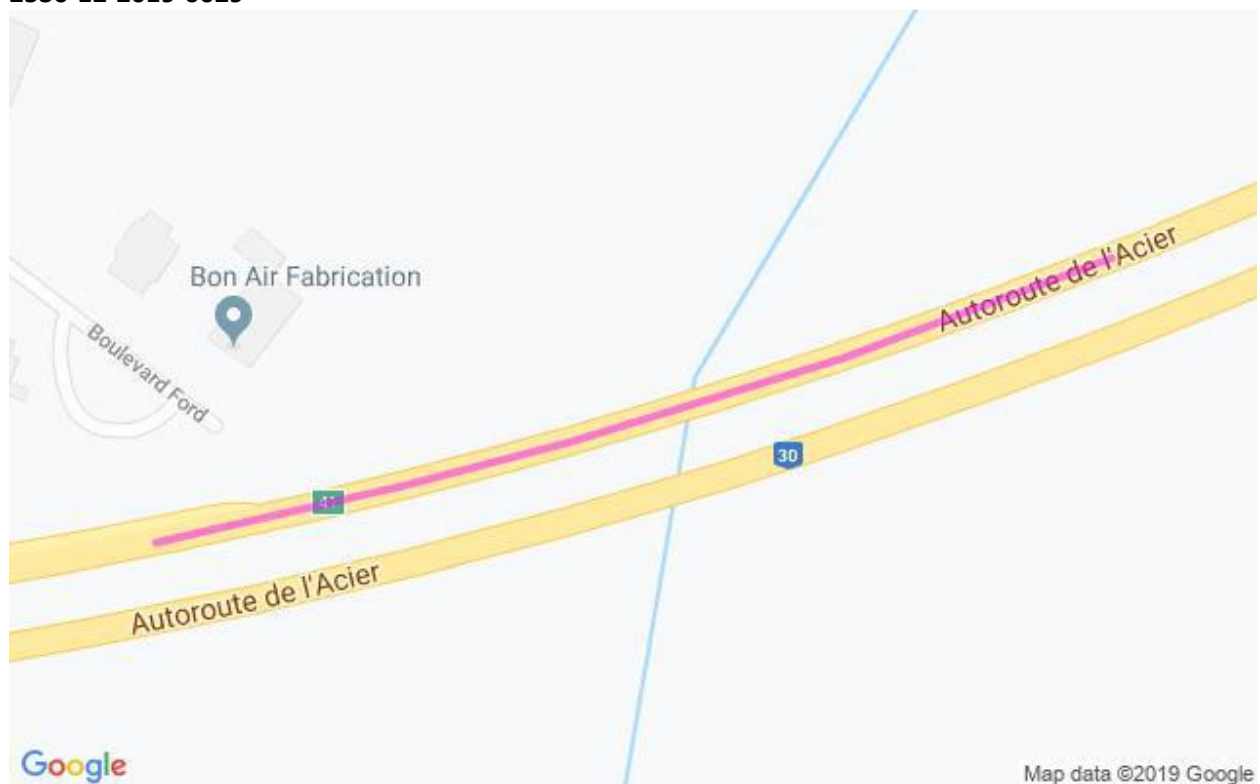 Autoroute de l'Acier
Bon Air Fabrication
Boulevard Ford
30
Autoroute de l'Acier
Google
Map data ©2019 Google